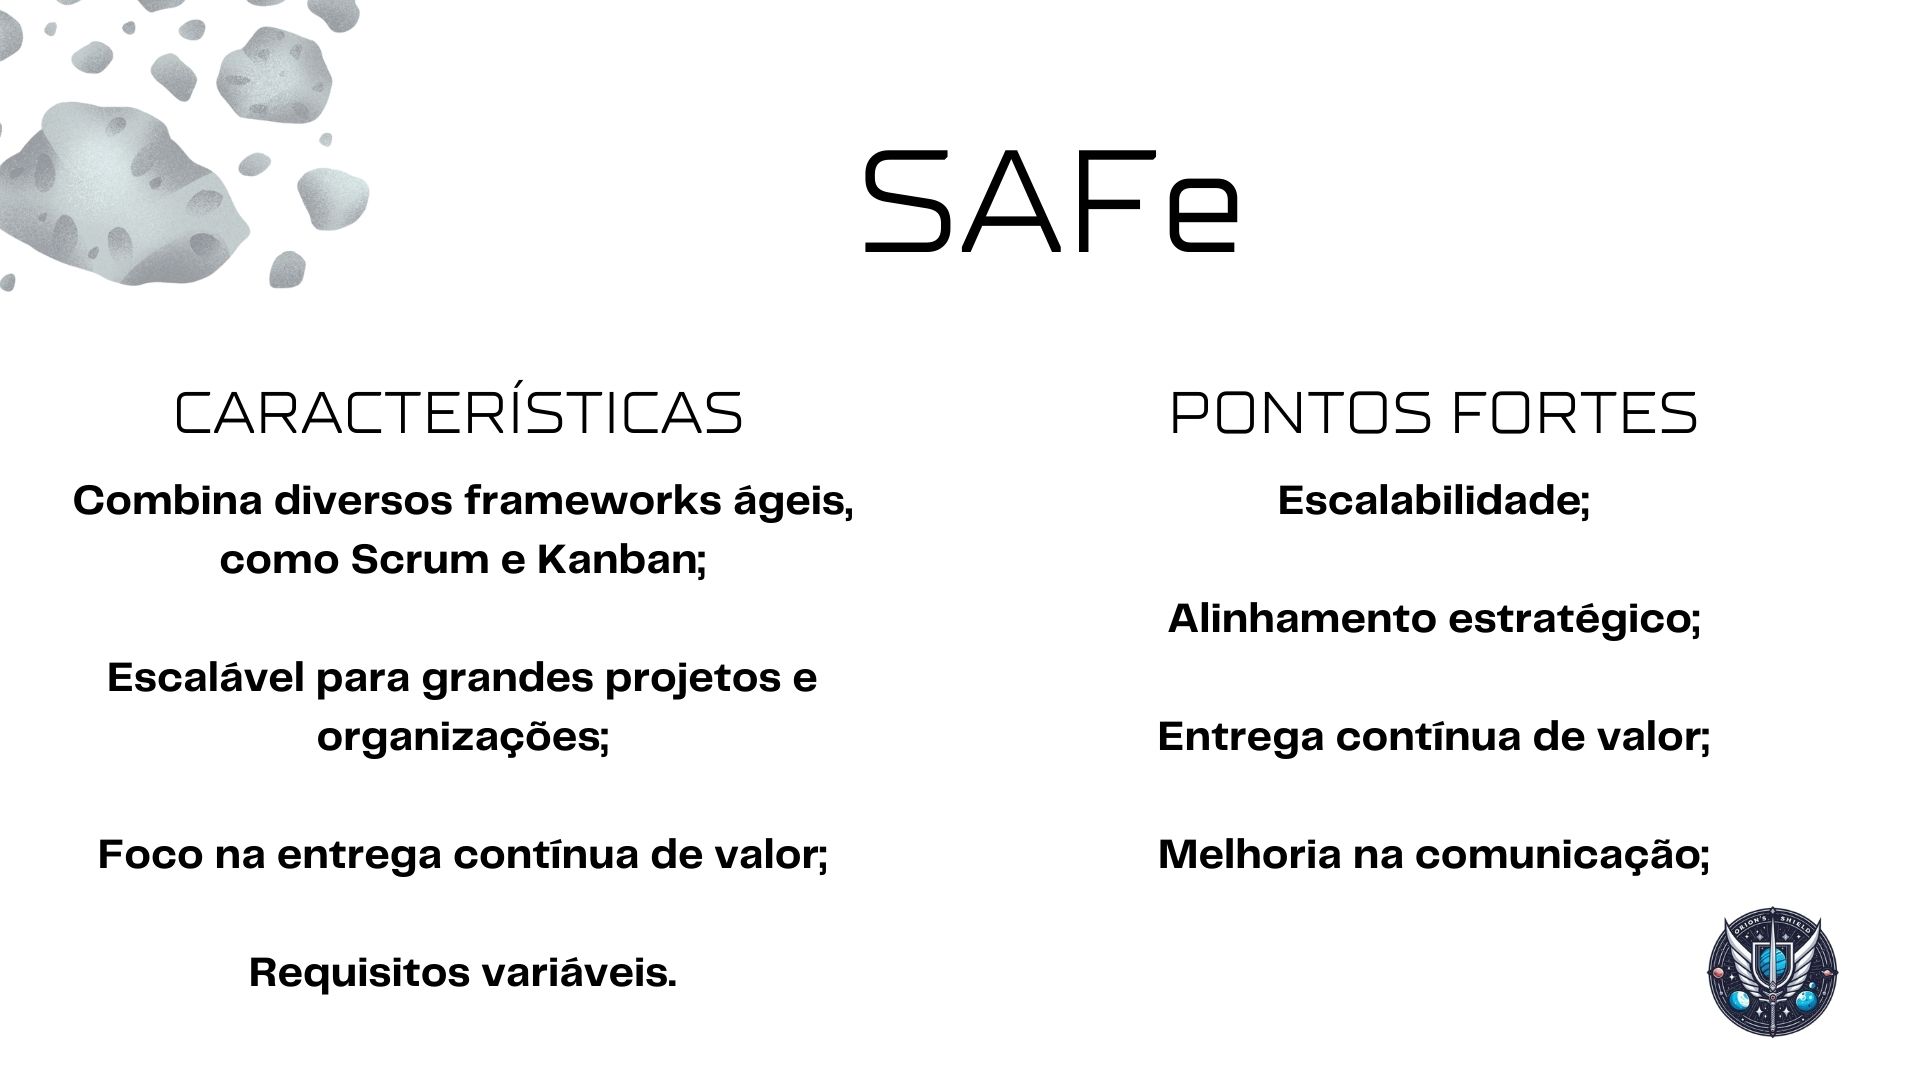 SAFe
CARACTERÍSTICAS
Combina diversos frameworks ágeis,
como Scrum e Kanban;
Escalável para grandes projetos e
organizações;
Foco na entrega contínua de valor;
Requisitos variáveis.
PONTOS FORTES
Escalabilidade;
Alinhamento estratégico;
Entrega contínua de valor;
Melhoria na comunicação;
ORION'S SHIELD